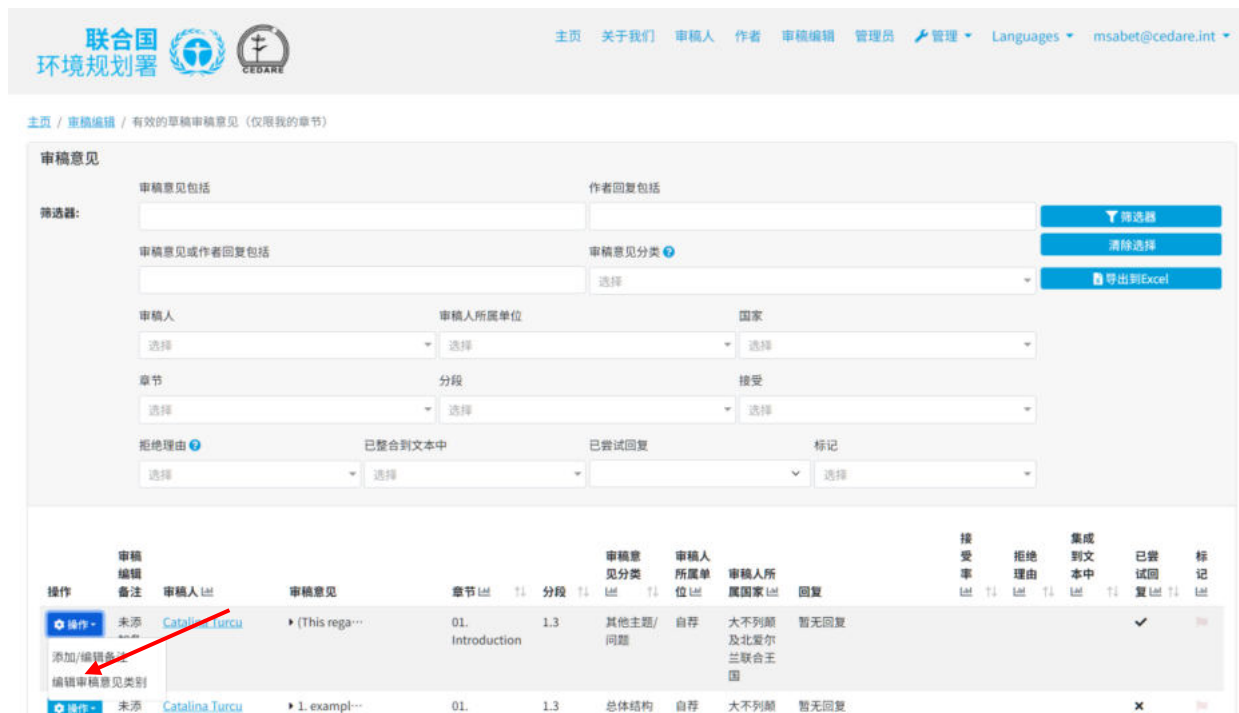 联合国
环境规划署
CEDARE
主页 关于我们 审稿人 作者 审稿编辑 管理员 管理 Languages msabet@cedare.int
主页 / 审稿编辑 / 有效的草稿审稿意见（仅限我的章节）
审稿意见
审稿意见包括 作者回复包括
筛选器: 筛选器
审稿意见或作者回复包括 审稿意见分类 清除选择
选择 导出到Excel
审稿人 审稿人所属单位 国家
选择 选择 选择
章节 分段 接受
选择 选择 选择
拒绝理由 已整合到文本中 已尝试回复 标记
选择 选择 选择
操作 审稿编辑备注 审稿人 审稿意见 章节 分段 审稿意见分类 审稿人所属单位 审稿人所属国家 回复 接受率 拒绝理由 集成到文本中 已尝试回复 标记
操作 未添 Catalina Turcu (This rega… 01. 1.3 其他主题/ 自荐 大不列颠 暂无回复
Introduction 问题 及北爱尔
添加/编辑备注 兰联合王
编辑审稿意见类别 国
操作 未添 Catalina Turcu 1. exampl… 01. 1.3 总体结构 自荐 大不列颠 暂无回复